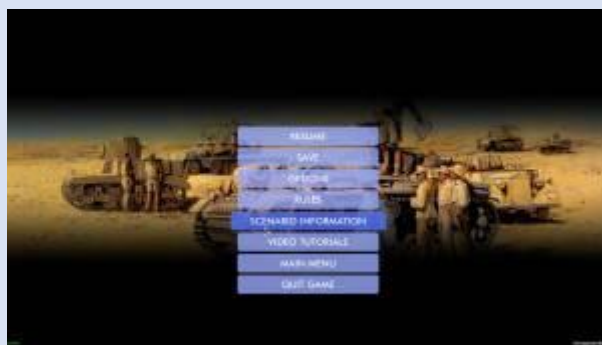 RESUME
SAVE
OPTIONS
RULES
SCENARIO INFORMATION
VIDEO TUTORIALS
MAIN MENU
QUIT GAME